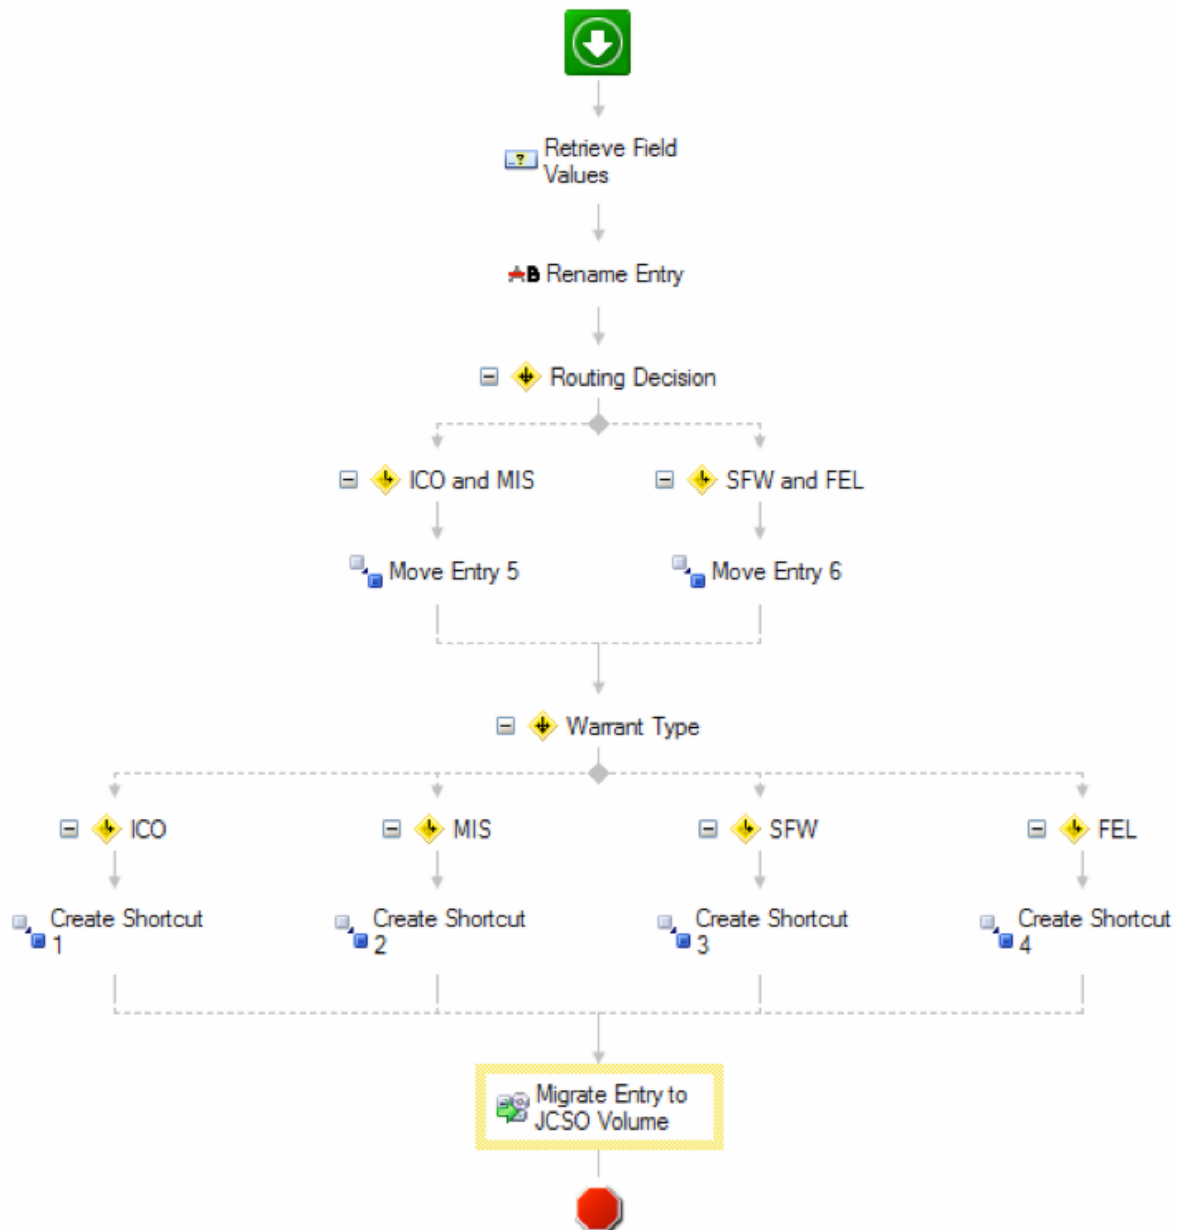 Retrieve Field
Values
AB Rename Entry
Routing Decision
ICO and MIS
SFW and FEL
Move Entry 5
Move Entry 6
Warrant Type
ICO
MIS
SFW
FEL
Create Shortcut
1
Create Shortcut
2
Create Shortcut
3
Create Shortcut
4
Migrate Entry to
JCSO Volume